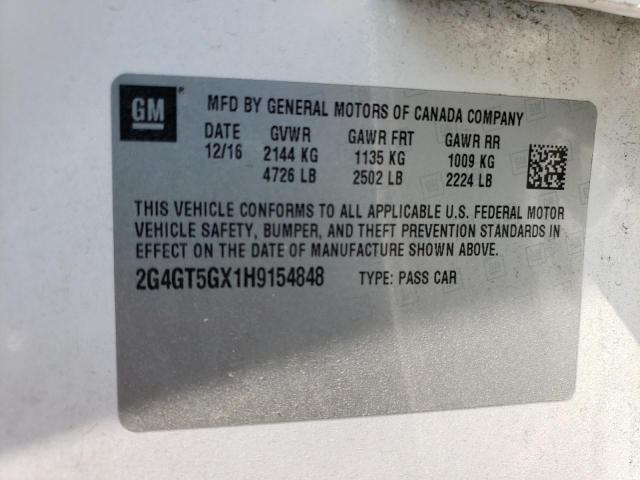 GM
MFD BY GENERAL MOTORS OF CANADA COMPANY
DATE GVWR GAWR FRT GAWR RR
12/16 2144 KG 1135 KG 1009 KG
4726 LB 2502 LB 2224 LB
THIS VEHICLE CONFORMS TO ALL APPLICABLE U.S. FEDERAL MOTOR
VEHICLE SAFETY, BUMPER, AND THEFT PREVENTION STANDARDS IN
EFFECT ON THE DATE OF MANUFACTURE SHOWN ABOVE.
2G4GT5GX1H9154848 TYPE: PASS CAR